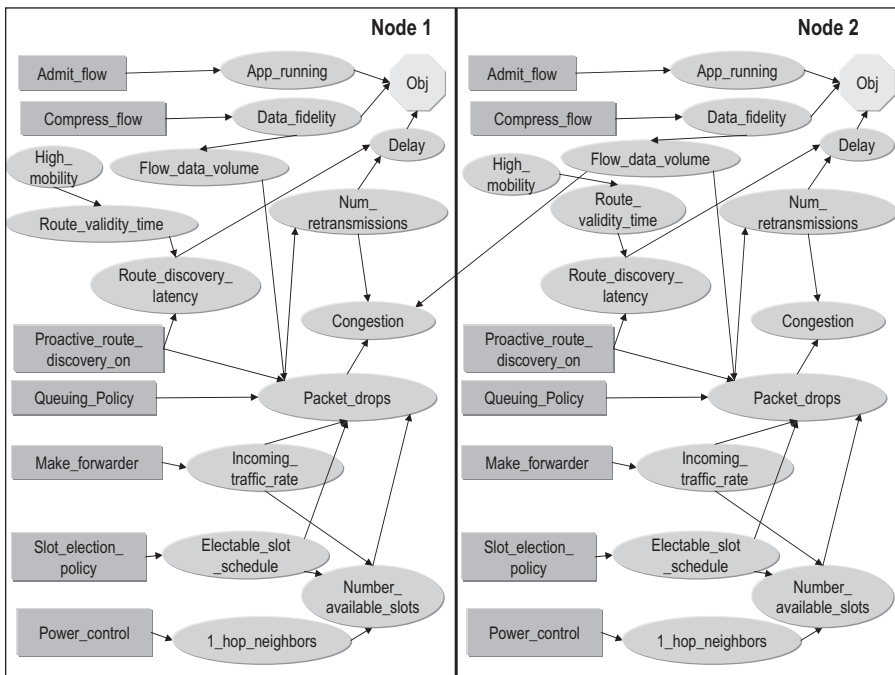 Node 1
Admit_flow
App_running
Obj
Compress_flow
Data_fidelity
Delay
High_
mobility
Flow_data_volume
Num_
retransmissions
Route_validity_time
Route_discovery_
latency
Congestion
Proactive_route_
discovery_on
Queuing_Policy
Packet_drops
Make_forwarder
Incoming_
traffic_rate
Slot_election_
policy
Electable_slot
_schedule
Number_
available_slots
Power_control
1_hop_neighbors
Node 2
Admit_flow
App_running
Obj
Compress_flow
Data_fidelity
Delay
High_
mobility
Flow_data_volume
Route_
validity_time
Num_
retransmissions
Route_discovery_
latency
Congestion
Proactive_route_
discovery_on
Queuing_Policy
Packet_drops
Make_forwarder
Incoming_
traffic_rate
Slot_election_
policy
Electable_slot
_schedule
Number_
available_slots
Power_control
1_hop_neighbors